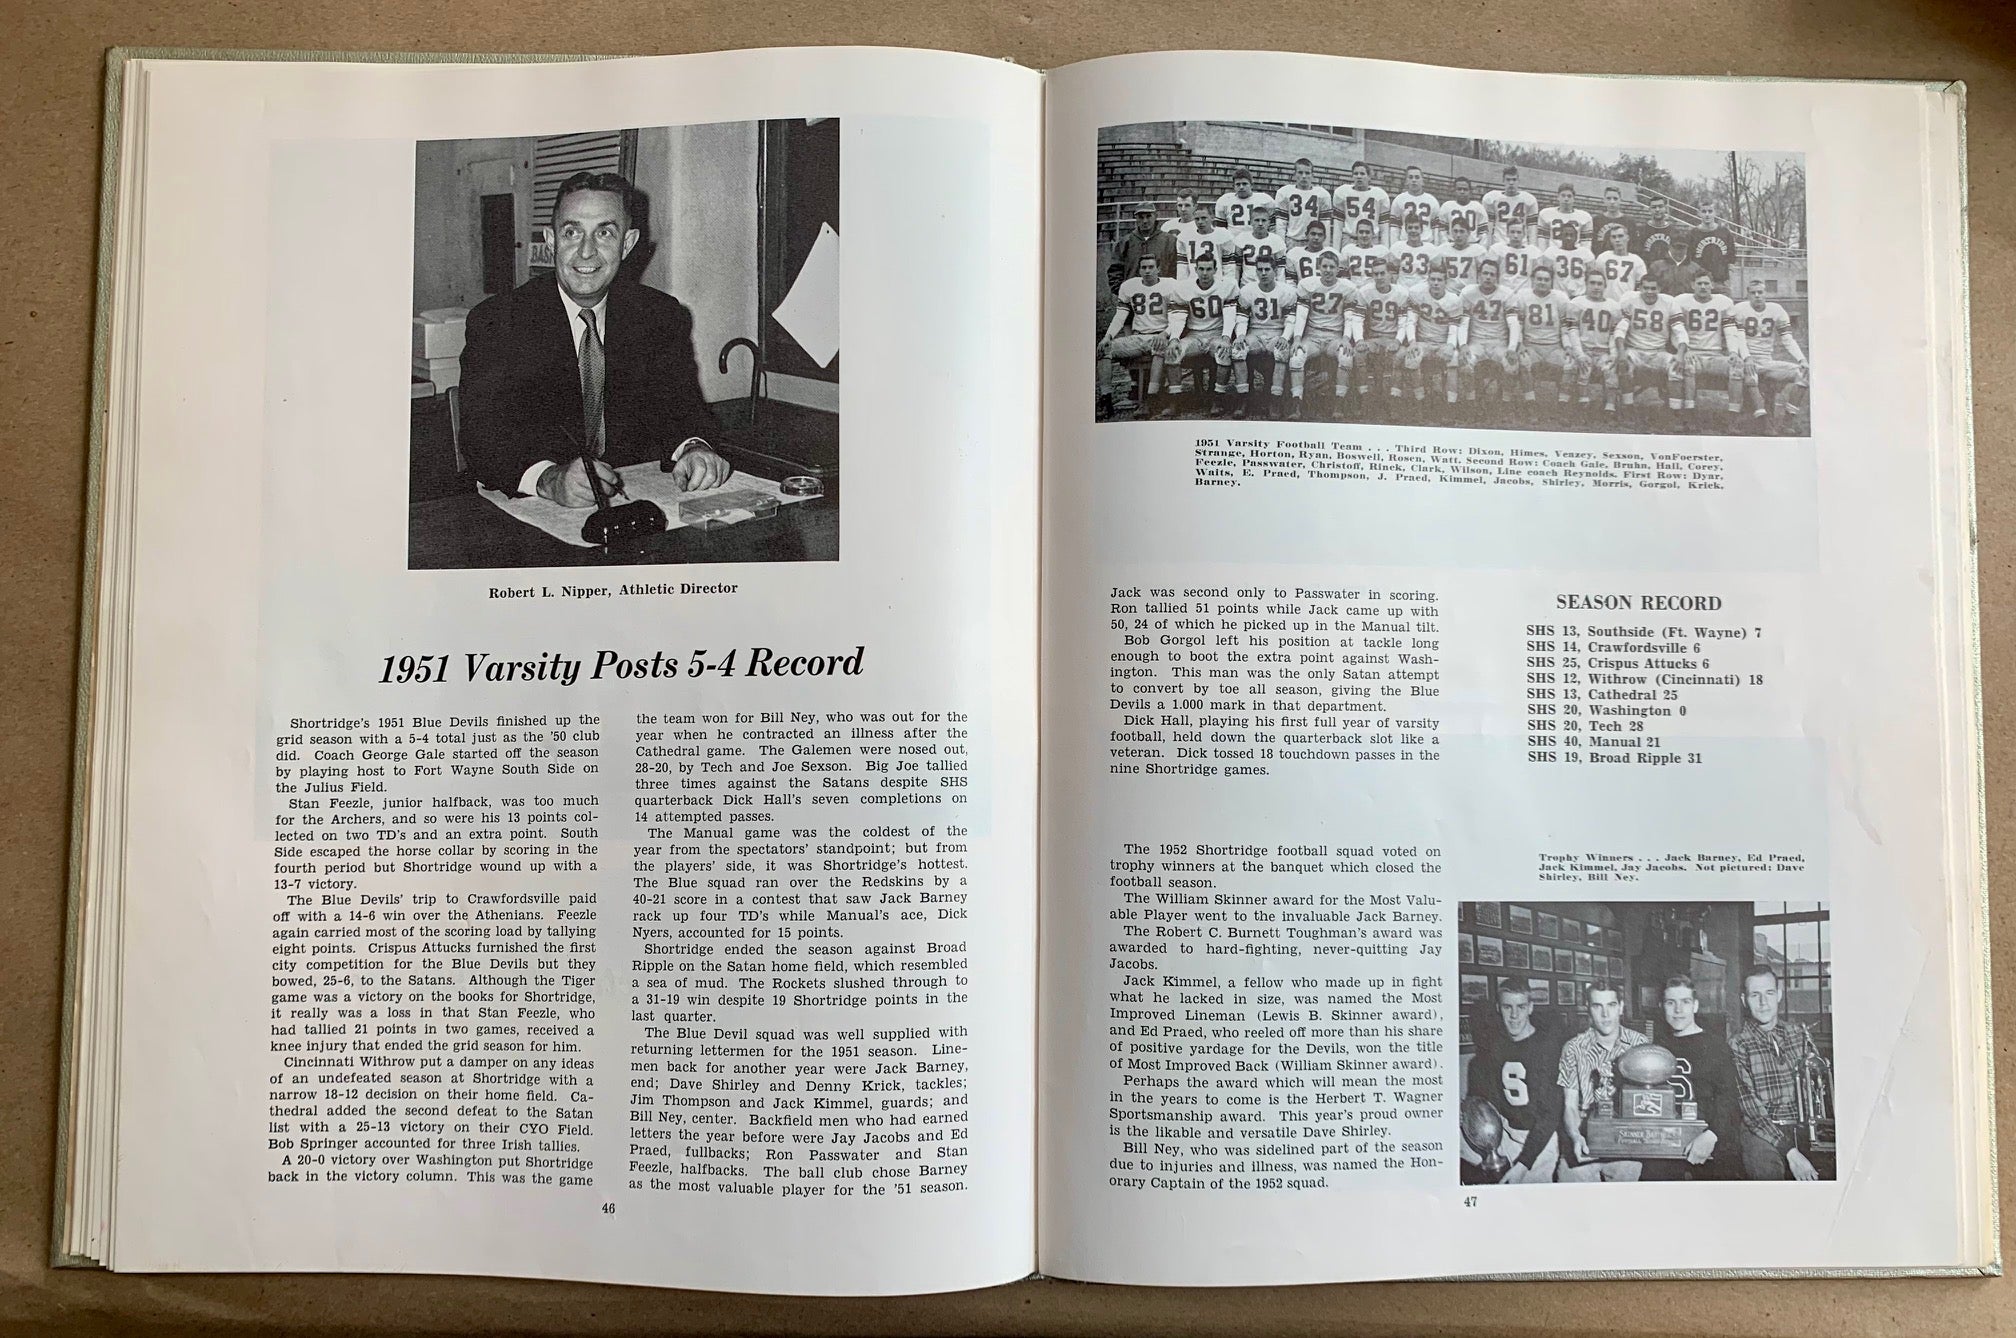 Robert L. Nipper, Athletic Director
1951 Varsity Posts 5-4 Record
Shortridge's 1951 Blue Devils finished up the
grid season with a 5-4 total just as the '50 club
did. Coach George Gale started off the season
by playing host to Fort Wayne South Side on
the Julius Field.
Stan Feezle, junior halfback, was too much
for the Archers, and so were his 13 points col-
lected on two TD's and an extra point. South
Side escaped the horse collar by scoring in the
fourth period but Shortridge wound up with a
13-7 victory.
The Blue Devils' trip to Crawfordsville paid
off with a 14-6 win over the Athenians. Feezle
again carried most of the scoring load by tallying
eight points. Crispus Attucks furnished the first
city competition for the Blue Devils but they
bowed, 25-6, to the Satans. Although the Tiger
game was a victory on the books for Shortridge,
it really was a loss in that Stan Feezle, who
had tallied 21 points in two games, received a
knee injury that ended the grid season for him.
Cincinnati Withrow put a damper on any ideas
of an undefeated season at Shortridge with a
narrow 18-12 decision on their home field. Ca-
thedral added the second defeat to the Satan
list with a 25-13 victory on their CYO Field.
Bob Springer accounted for three Irish tallies.
A 20-0 victory over Washington put Shortridge
back in the victory column. This was the game
the team won for Bill Ney, who was out for the
year when he contracted an illness after the
Cathedral game. The Galemen were nosed out,
28-20, by Tech and Joe Sexson. Big Joe tallied
three times against the Satans despite SHS
quarterback Dick Hall's seven completions on
14 attempted passes.
The Manual game was the coldest of the
year from the spectators' standpoint; but from
the players' side, it was Shortridge's hottest.
The Blue squad ran over the Redskins by a
40-21 score in a contest that saw Jack Barney
rack up four TD's while Manual's ace, Dick
Nyers, accounted for 15 points.
Shortridge ended the season against Broad
Ripple on the Satan home field, which resembled
a sea of mud. The Rockets slushed through to
a 31-19 win despite 19 Shortridge points in the
last quarter.
The Blue Devil squad was well supplied with
returning lettermen for the 1951 season. Line-
men back for another year were Jack Barney,
end; Dave Shirley and Denny Krick, tackles;
Jim Thompson and Jack Kimmel, guards; and
Bill Ney, center. Backfield men who had earned
letters the year before were Jay Jacobs and Ed
Praed, fullbacks; Ron Passwater and Stan
Feezle, halfbacks. The ball club chose Barney
as the most valuable player for the '51 season.
46
21 34 54 22 20 24
13 28 25 33 57 61 36 67
82 60 31 27 29 47 81 40 58 62 83
1951 Varsity Football Team . . . Third Row: Dixon, Himes, Veazey, Sexson, VonFoerster,
Strange, Horton, Ryan, Boswell, Rosen, Watt. Second Row: Coach Gale, Bruhn, Hall, Corey,
Feezle, Passwater, Christoff, Rinck, Clark, Wilson, Line coach Reynolds. First Row: Dyar,
Waits, E. Praed, Thompson, J. Praed, Kimmel, Jacobs, Shirley, Morris, Gorgol, Krick,
Barney.
Jack was second only to Passwater in scoring.
Ron tallied 51 points while Jack came up with
50, 24 of which he picked up in the Manual tilt.
Bob Gorgol left his position at tackle long
enough to boot the extra point against Wash-
ington. This man was the only Satan attempt
to convert by toe all season, giving the Blue
Devils a 1.000 mark in that department.
Dick Hall, playing his first full year of varsity
football, held down the quarterback slot like a
veteran. Dick tossed 18 touchdown passes in the
nine Shortridge games.
SEASON RECORD
SHS 13, Southside (Ft. Wayne) 7
SHS 14, Crawfordsville 6
SHS 25, Crispus Attucks 6
SHS 12, Withrow (Cincinnati) 18
SHS 13, Cathedral 25
SHS 20, Washington 0
SHS 20, Tech 28
SHS 40, Manual 21
SHS 19, Broad Ripple 31
The 1952 Shortridge football squad voted on
trophy winners at the banquet which closed the
football season.
The William Skinner award for the Most Valu-
able Player went to the invaluable Jack Barney.
The Robert C. Burnett Toughman's award was
awarded to hard-fighting, never-quitting Jay
Jacobs.
Jack Kimmel, a fellow who made up in fight
what he lacked in size, was named the Most
Improved Lineman (Lewis B. Skinner award),
and Ed Praed, who reeled off more than his share
of positive yardage for the Devils, won the title
of Most Improved Back (William Skinner award).
Perhaps the award which will mean the most
in the years to come is the Herbert T. Wagner
Sportsmanship award. This year's proud owner
is the likable and versatile Dave Shirley.
Bill Ney, who was sidelined part of the season
due to injuries and illness, was named the Hon-
orary Captain of the 1952 squad.
Trophy Winners . . . Jack Barney, Ed Praed,
Jack Kimmel, Jay Jacobs. Not pictured: Dave
Shirley, Bill Ney.
S
S
47